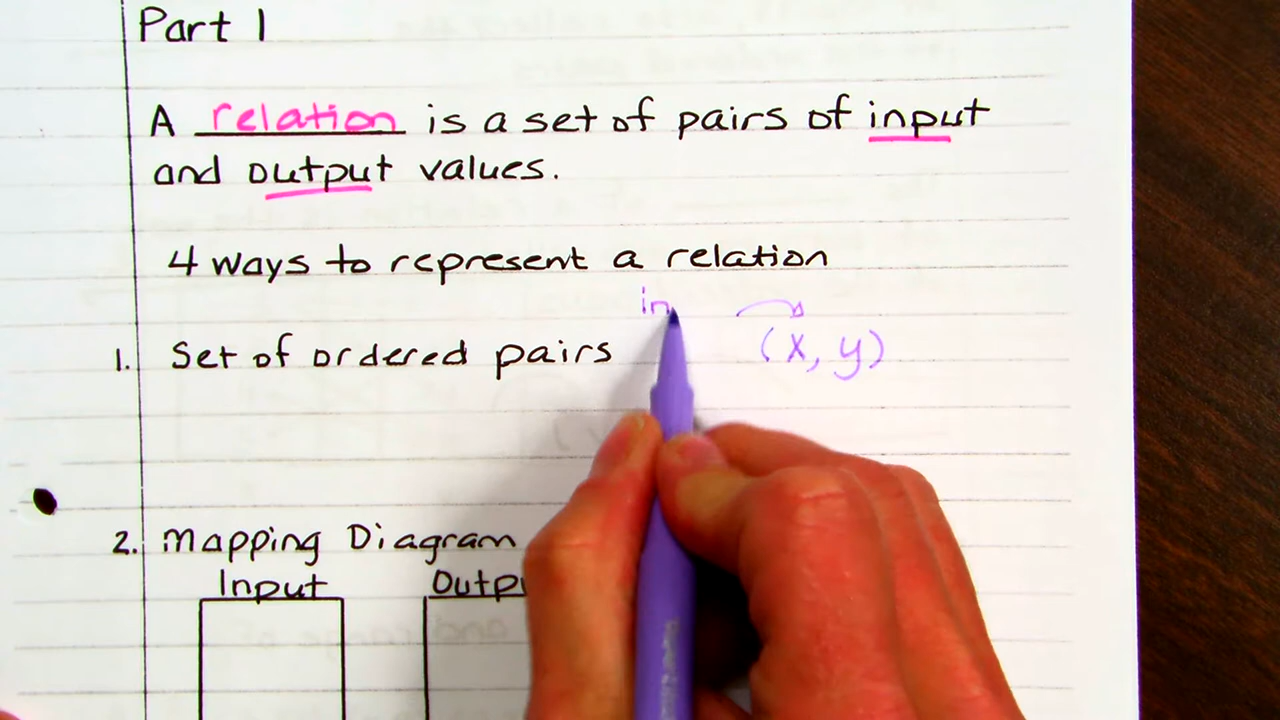 Part 1
A relation is a set of pairs of input
and output values.
4 ways to represent a relation
in
1. Set of ordered pairs (x, y)
2. Mapping Diagram
Input